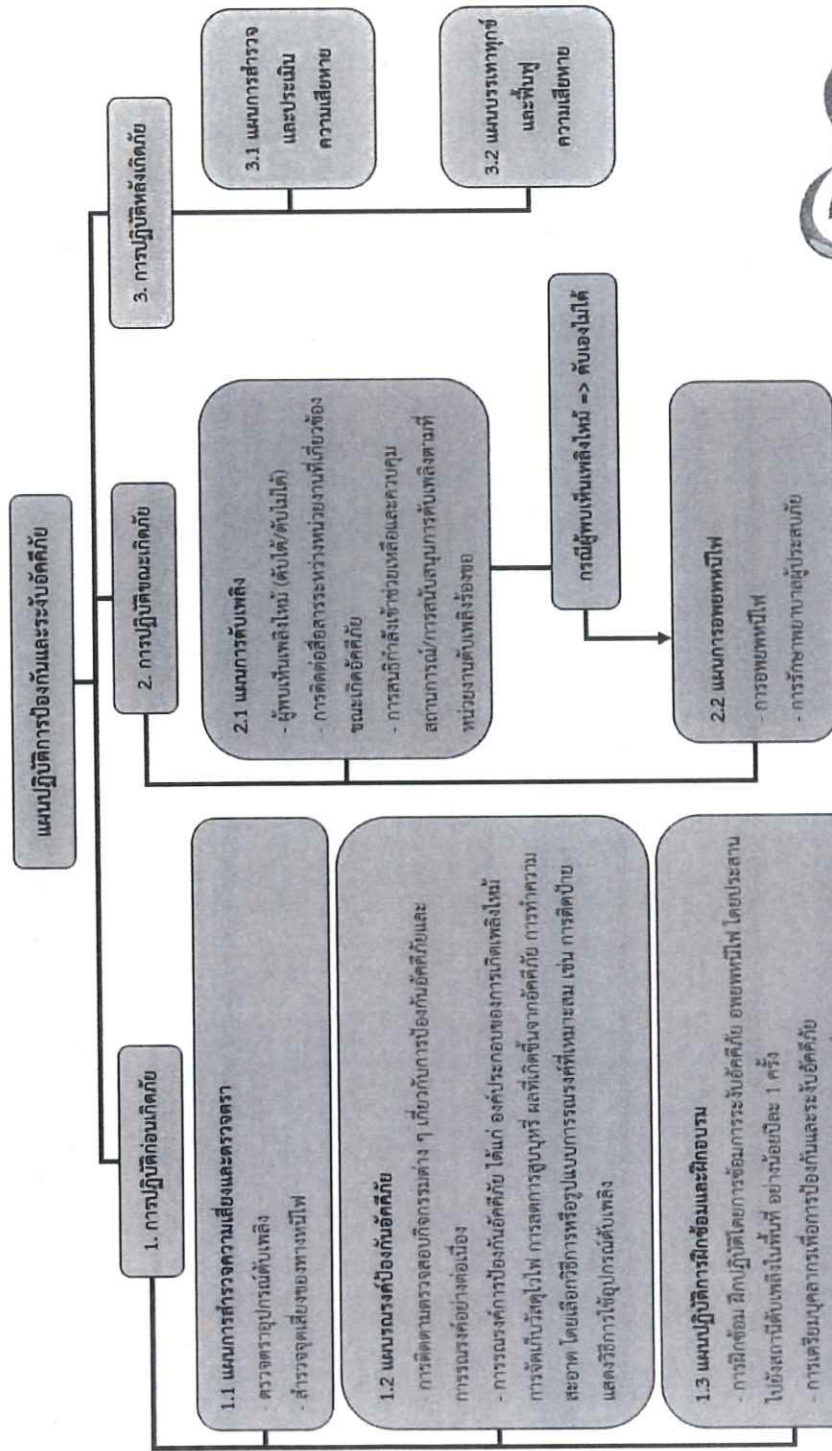 แผนปฏิบัติการป้องกันและระงับอัคคีภัย
1. การปฏิบัติก่อนเกิดภัย
1.1 แผนการสำรวจความเสี่ยงและตรวจตรา
- ตรวจตราอุปกรณ์ดับเพลิง
- สำรวจจุดเสี่ยงของทางหนีไฟ
1.2 แผนรณรงค์ป้องกันอัคคีภัย
- การติดตามตรวจสอบกิจกรรมต่าง ๆ เกี่ยวกับการป้องกันอัคคีภัยและ
การรณรงค์อย่างต่อเนื่อง
- การรณรงค์การป้องกันอัคคีภัย ได้แก่ องค์ประกอบของการเกิดเพลิงไหม้
การจัดเก็บวัสดุไวไฟ การลดการสูบบุหรี่ ผลที่เกิดขึ้นจากอัคคีภัย การทำความ
สะอาด โดยเลือกวิธีการหรือรูปแบบการรณรงค์ที่เหมาะสม เช่น การติดป้าย
แสดงวิธีการใช้อุปกรณ์ดับเพลิง
1.3 แผนปฏิบัติการฝึกซ้อมและฝึกอบรม
- การฝึกซ้อม ฝึกปฏิบัติโดยการซ้อมการระงับอัคคีภัย อพยพหนีไฟ โดยประสาน
ไปยังสถานีดับเพลิงในพื้นที่ อย่างน้อยปีละ 1 ครั้ง
- การเตรียมบุคลากรเพื่อการป้องกันและระงับอัคคีภัย
2. การปฏิบัติขณะเกิดภัย
2.1 แผนการดับเพลิง
- ผู้พบเห็นเพลิงไหม้ (ดับได้/ดับไม่ได้)
- การติดต่อสื่อสารระหว่างหน่วยงานที่เกี่ยวข้อง
ขณะเกิดอัคคีภัย
- การสนธิกำลังเข้าช่วยเหลือและควบคุม
สถานการณ์/การสนับสนุนการดับเพลิงตามที่
หน่วยงานดับเพลิงร้องขอ
กรณีผู้พบเห็นเพลิงไหม้ => ดับเองไม่ได้
2.2 แผนการอพยพหนีไฟ
- การอพยพหนีไฟ
- การรักษาพยาบาลผู้ประสบภัย
3. การปฏิบัติหลังเกิดภัย
3.1 แผนการสำรวจ
และประเมิน
ความเสียหาย
3.2 แผนบรรเทาทุกข์
และฟื้นฟู
ความเสียหาย